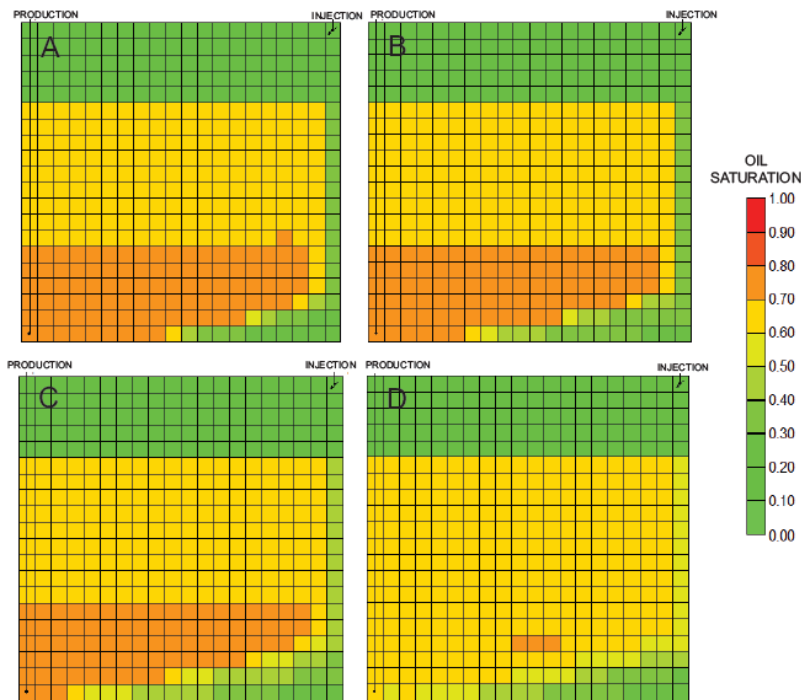 PRODUCTION INJECTION PRODUCTION INJECTION
A B
OIL
SATURATION
1.00
0.90
0.80
0.70
0.60
0.50
0.40
0.30
0.20
0.10
0.00
PRODUCTION INJECTION PRODUCTION INJECTION
C D